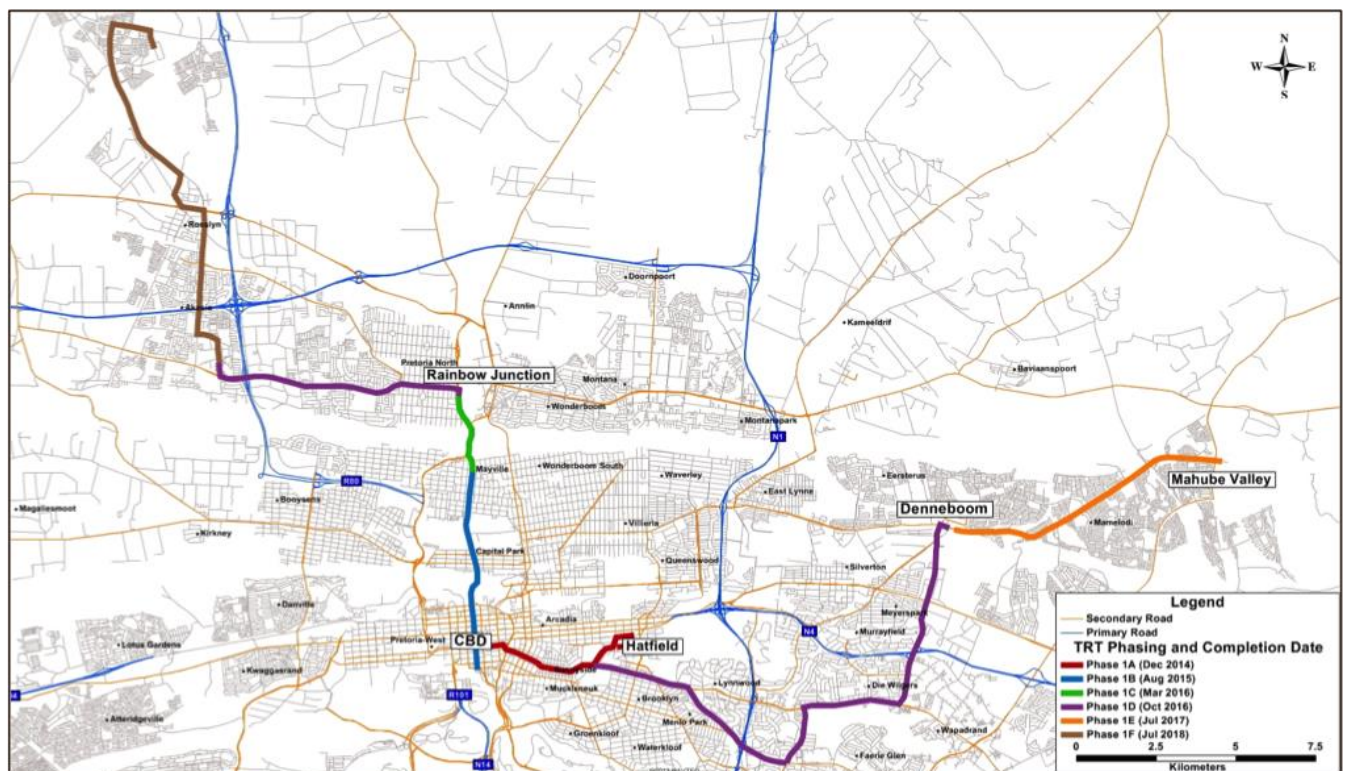 N
W E
S
Rosslyn
Doornpoort
Akasia
Annlin
Kameeldrif
Pretoria North
Rainbow Junction
Baviaanspoort
Montana
Wonderboom
Montanapark
N1
Mayville
Wonderboom South
Waverley
Eersterus
Mahube Valley
R80
East Lynne
Booysens
Magaliesmoot
Denneboom
Mamelodi
Villieria
Kirkney
Capital Park
Queenswood
Silverton
Danville
Meyerspark
Arcadia
N4
Murrayfield
Pretoria-West
CBD
Hatfield
Lotus Gardens
Kwaggasrand
Sunnyside
Muckleneuk
Lynnwood
Die Wilgers
R101
Brooklyn
Atteridgeville
Menlo Park
Groenkloof
Waterkloof
Wapadrand
Faerie Glen
N14
Legend
Secondary Road
Primary Road
TRT Phasing and Completion Date
Phase 1A (Dec 2014)
Phase 1B (Aug 2015)
Phase 1C (Mar 2016)
Phase 1D (Oct 2016)
Phase 1E (Jul 2017)
Phase 1F (Jul 2018)
0 2.5 5 7.5
Kilometers